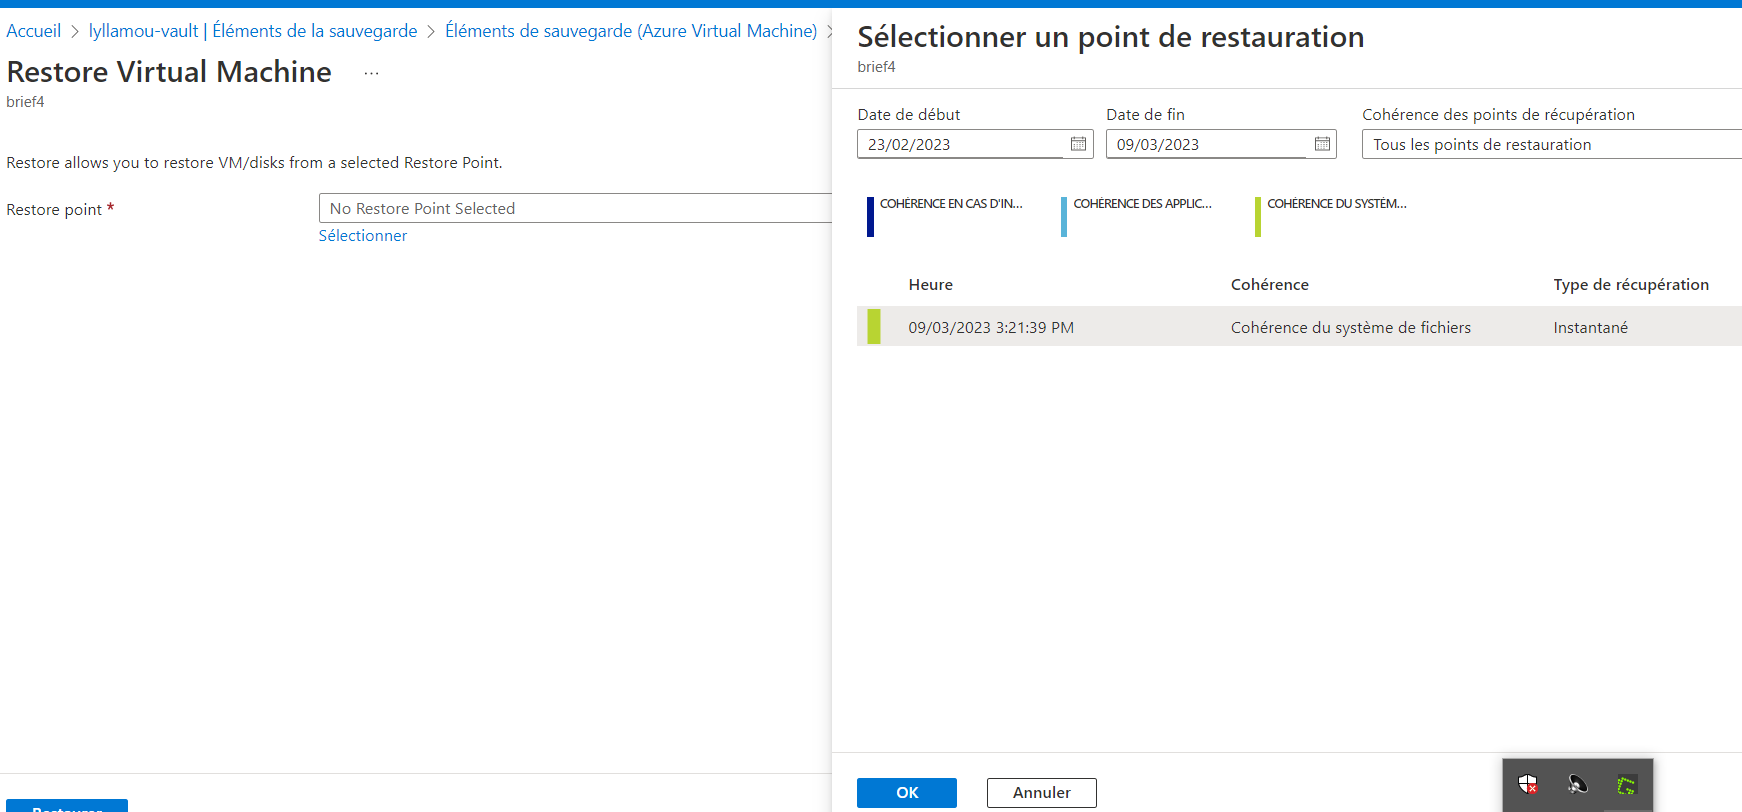 Accueil > lyllamou-vault | Éléments de la sauvegarde > Éléments de sauvegarde (Azure Virtual Machine) >
Restore Virtual Machine ...
brief4
Restore allows you to restore VM/disks from a selected Restore Point.
Restore point *
No Restore Point Selected
Sélectionner
Restaurer
Sélectionner un point de restauration
brief4
Date de début
Date de fin
Cohérence des points de récupération
23/02/2023
09/03/2023
Tous les points de restauration
COHÉRENCE EN CAS D'IN...
COHÉRENCE DES APPLIC...
COHÉRENCE DU SYSTÉM...
Heure
Cohérence
Type de récupération
09/03/2023 3:21:39 PM
Cohérence du système de fichiers
Instantané
OK
Annuler